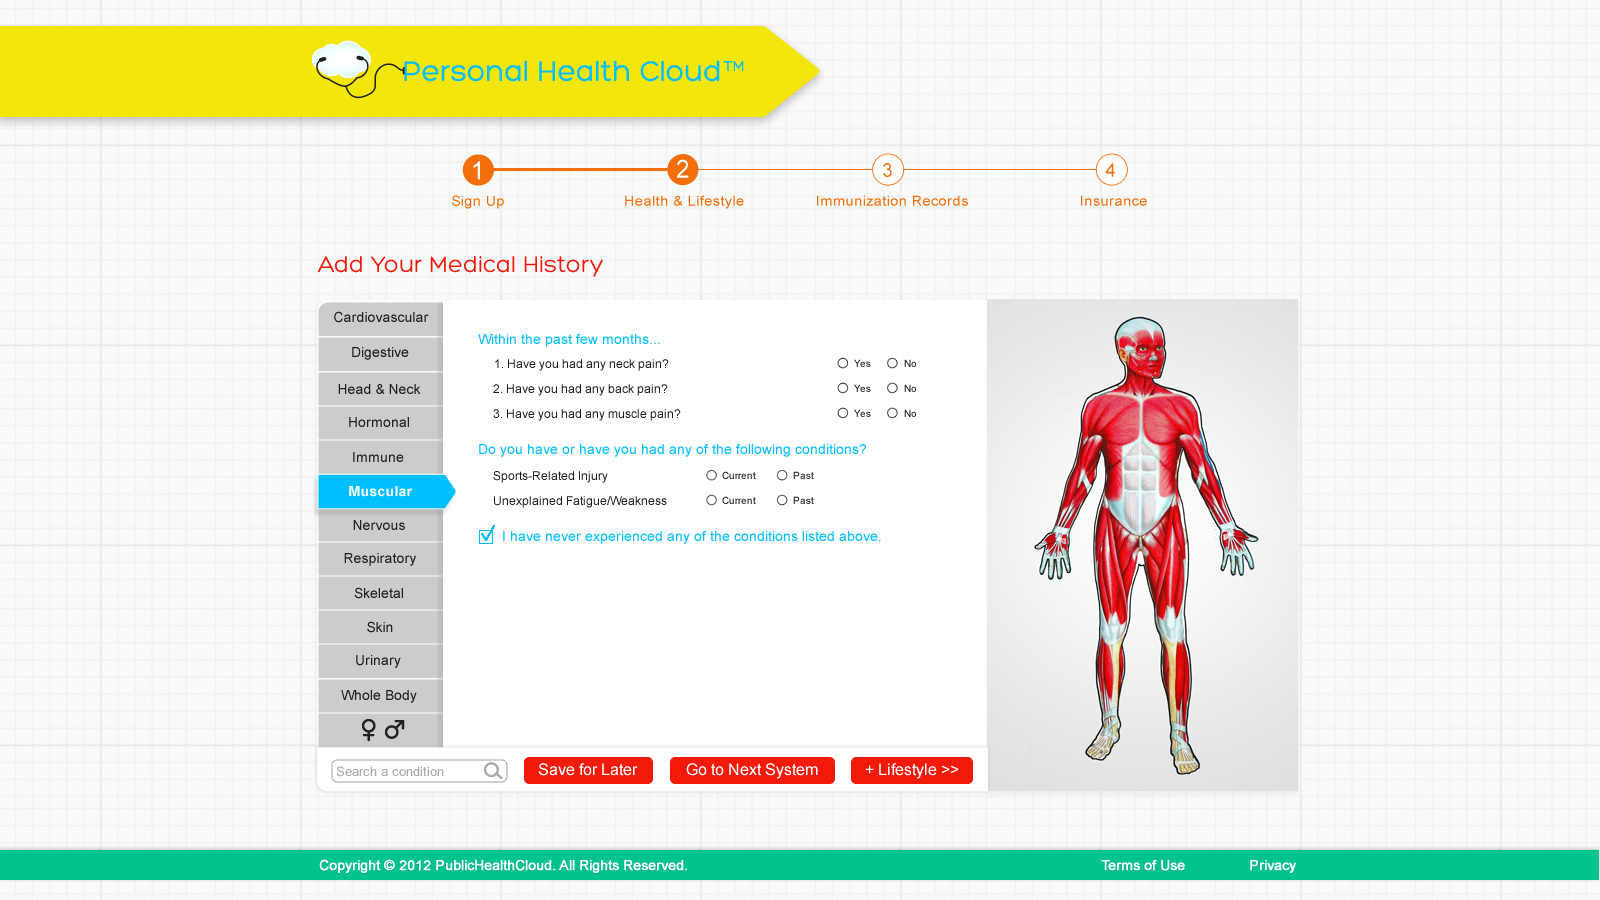 Personal Health Cloud™
1 2 3 4
Sign Up Health & Lifestyle Immunization Records Insurance
Add Your Medical History
Cardiovascular
Digestive
Head & Neck
Hormonal
Immune
Muscular
Nervous
Respiratory
Skeletal
Skin
Urinary
Whole Body
♀ ♂
Within the past few months...
1. Have you had any neck pain? Yes No
2. Have you had any back pain? Yes No
3. Have you had any muscle pain? Yes No
Do you have or have you had any of the following conditions?
Sports-Related Injury Current Past
Unexplained Fatigue/Weakness Current Past
I have never experienced any of the conditions listed above.
Search a condition Save for Later Go to Next System + Lifestyle >>
Copyright © 2012 PublicHealthCloud. All Rights Reserved. Terms of Use Privacy